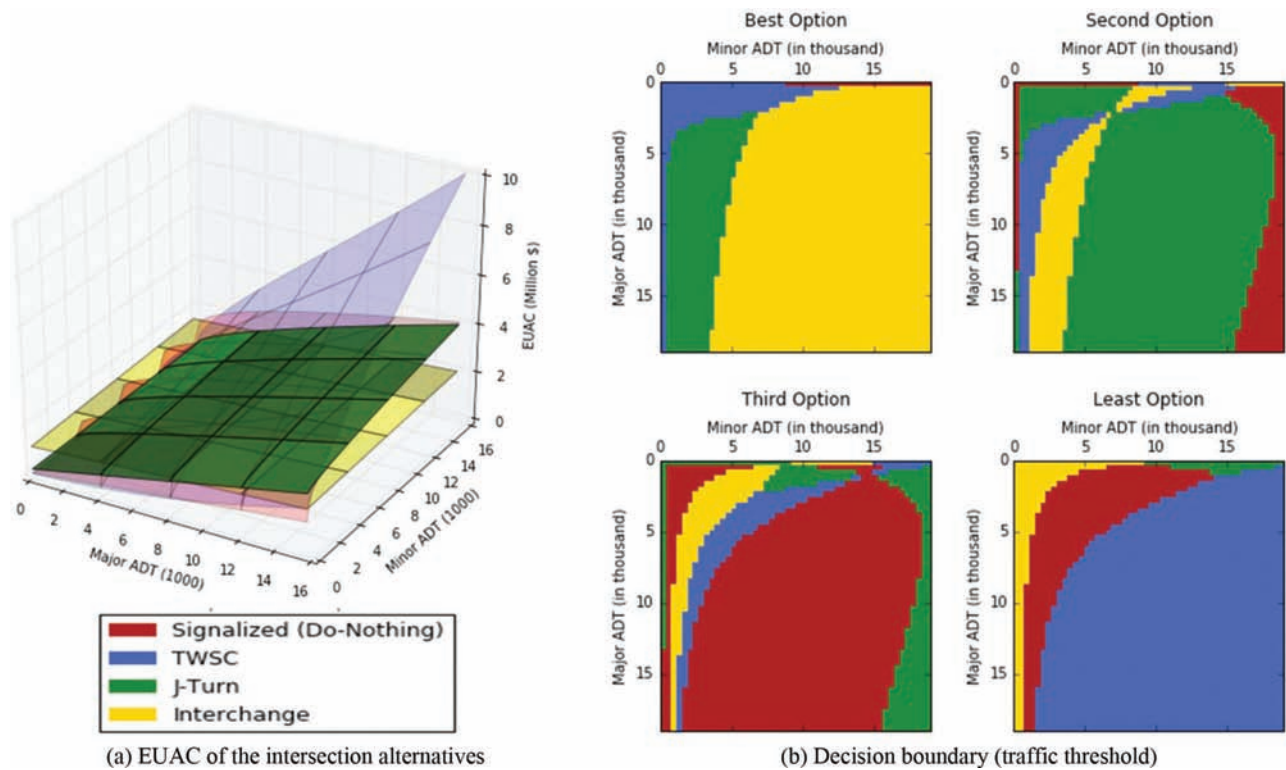 10
8
6
4
2
0
EUAC (Million $)
0
2
4
6
8
10
12
14
16
Major ADT (1000)
0
2
4
6
8
10
12
14
16
Minor ADT (1000)
0
Signalized (Do-Nothing)
TWSC
J-Turn
Interchange
(a) EUAC of the intersection alternatives
Best Option
Minor ADT (in thousand)
0 5 10 15
0
5
10
15
Major ADT (in thousand)
Second Option
Minor ADT (in thousand)
0 5 10 15
0
5
10
15
Major ADT (in thousand)
Third Option
Minor ADT (in thousand)
0 5 10 15
0
5
10
15
Major ADT (in thousand)
Least Option
Minor ADT (in thousand)
0 5 10 15
0
5
10
15
Major ADT (in thousand)
(b) Decision boundary (traffic threshold)